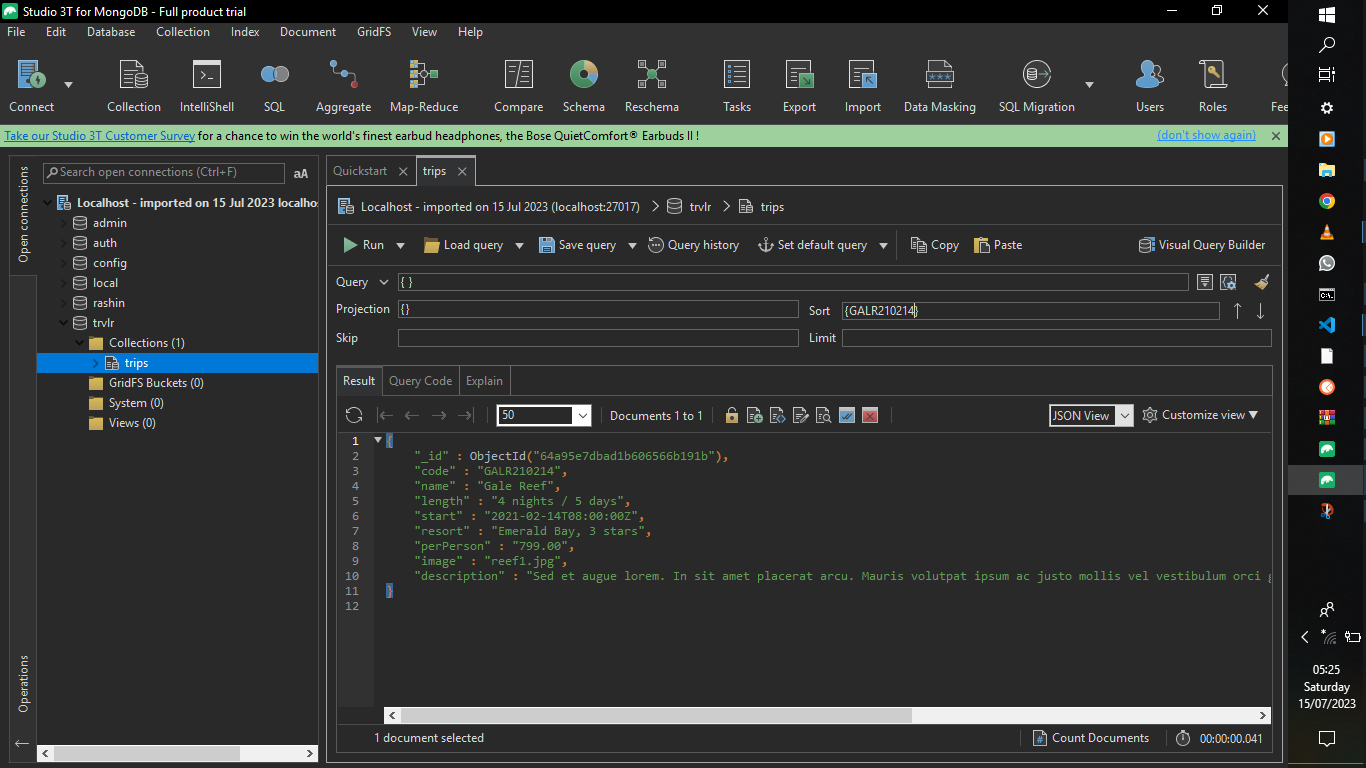 Studio 3T for MongoDB - Full product trial
File Edit Database Collection Index Document GridFS View Help
Connect Collection IntelliShell SQL Aggregate Map-Reduce Compare Schema Reschema Tasks Export Import Data Masking SQL Migration Users Roles Fee
Take our Studio 3T Customer Survey for a chance to win the world's finest earbud headphones, the Bose QuietComfort® Earbuds II ! (don't show again)
Open connections
Operations
Search open connections (Ctrl+F) aA
Localhost - imported on 15 Jul 2023 localho
admin
auth
config
local
rashin
trvlr
Collections (1)
trips
GridFS Buckets (0)
System (0)
Views (0)
Quickstart trips
Localhost - imported on 15 Jul 2023 (localhost:27017) trvlr trips
Run Load query Save query Query history Set default query Copy Paste Visual Query Builder
Query { }
Projection {} Sort {GALR210214}
Skip Limit
Result Query Code Explain
50 Documents 1 to 1 JSON View Customize view
1 {
2 "_id" : ObjectId("64a95e7dbad1b606566b191b"),
3 "code" : "GALR210214",
4 "name" : "Gale Reef",
5 "length" : "4 nights / 5 days",
6 "start" : "2021-02-14T08:00:00Z",
7 "resort" : "Emerald Bay, 3 stars",
8 "perPerson" : "799.00",
9 "image" : "reef1.jpg",
10 "description" : "Sed et augue lorem. In sit amet placerat arcu. Mauris volutpat ipsum ac justo mollis vel vestibulum orci g
11 }
12
1 document selected Count Documents 00:00:00.041
05:25
Saturday
15/07/2023